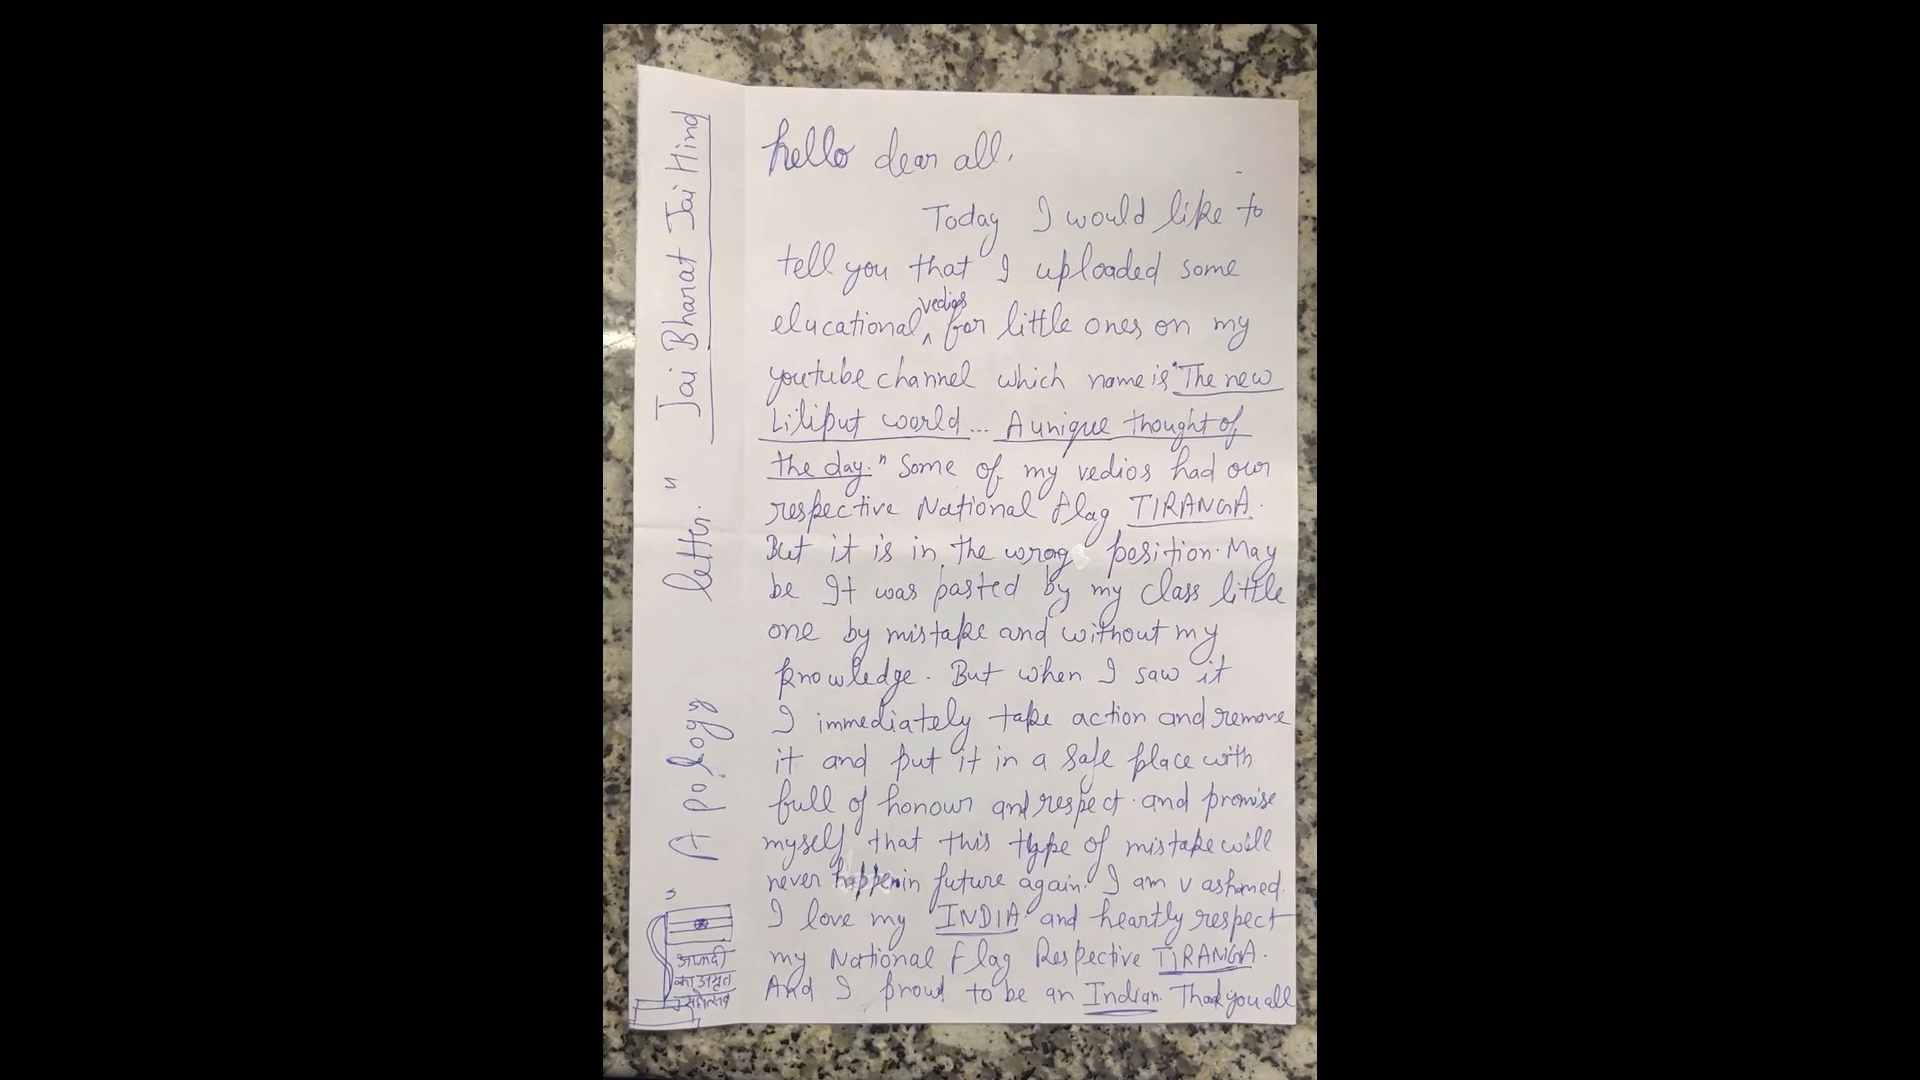 hello dear all,
Today I would like to
tell you that I uploaded some
elucational vedios for little ones on my
youtube channel which name is "The new
Liliput world... A unique thought of
the day." Some of my vedios had our
respective National flag TIRANGA.
But it is in the wrong position. May
be It was pasted by my class little
one by mistake and without my
knowledge. But when I saw it
I immediately take action and remove
it and put it in a safe place with
full of honour and respect. and promise
myself that this type of mistake will
never happen in future again. I am v ashamed.
I love my INDIA and heartly respect
my National Flag Respective TIRANGA.
And I proud to be an Indian. Thank you all
"Apology letter." Jai Bharat Jai Hind
आजादी
का अमृत
महोत्सव